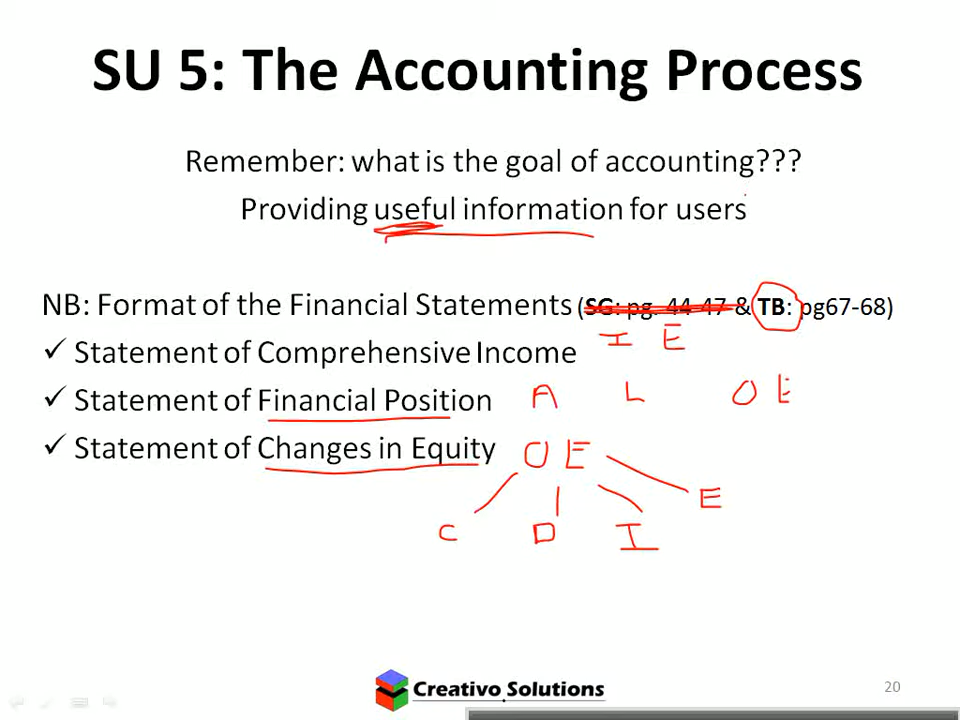 SU 5: The Accounting Process
Remember: what is the goal of accounting???
Providing useful information for users
NB: Format of the Financial Statements (SG: pg. 44-47 & TB: pg67-68)
I E
✓ Statement of Comprehensive Income
✓ Statement of Financial Position A L O E
✓ Statement of Changes in Equity O E
E
C D I
Creativo Solutions
20